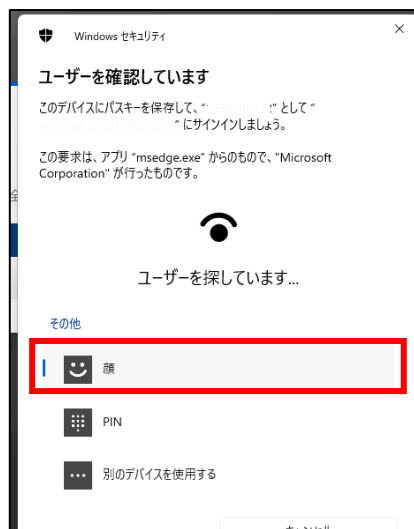 Windows セキュリティ
ユーザーを確認しています
このデバイスにパスキーを保存して、“ ” として “
” にサインインしましょう。
この要求は、アプリ “msedge.exe” からのもので、"Microsoft
Corporation" が行ったものです。
ユーザーを探しています...
その他
顔
PIN
別のデバイスを使用する